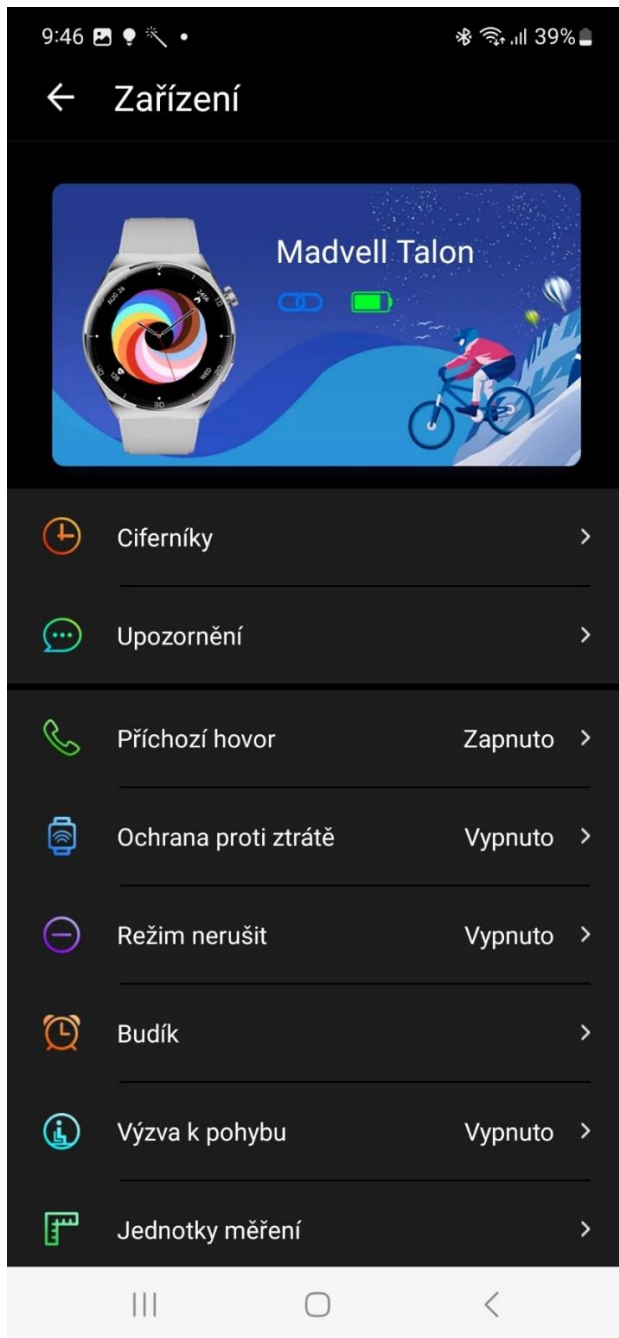 9:46
39%
Zařízení
Madvell Talon
Ciferníky
Upozornění
Příchozí hovor Zapnuto
Ochrana proti ztrátě Vypnuto
Režim nerušit Vypnuto
Budík
Výzva k pohybu Vypnuto
Jednotky měření